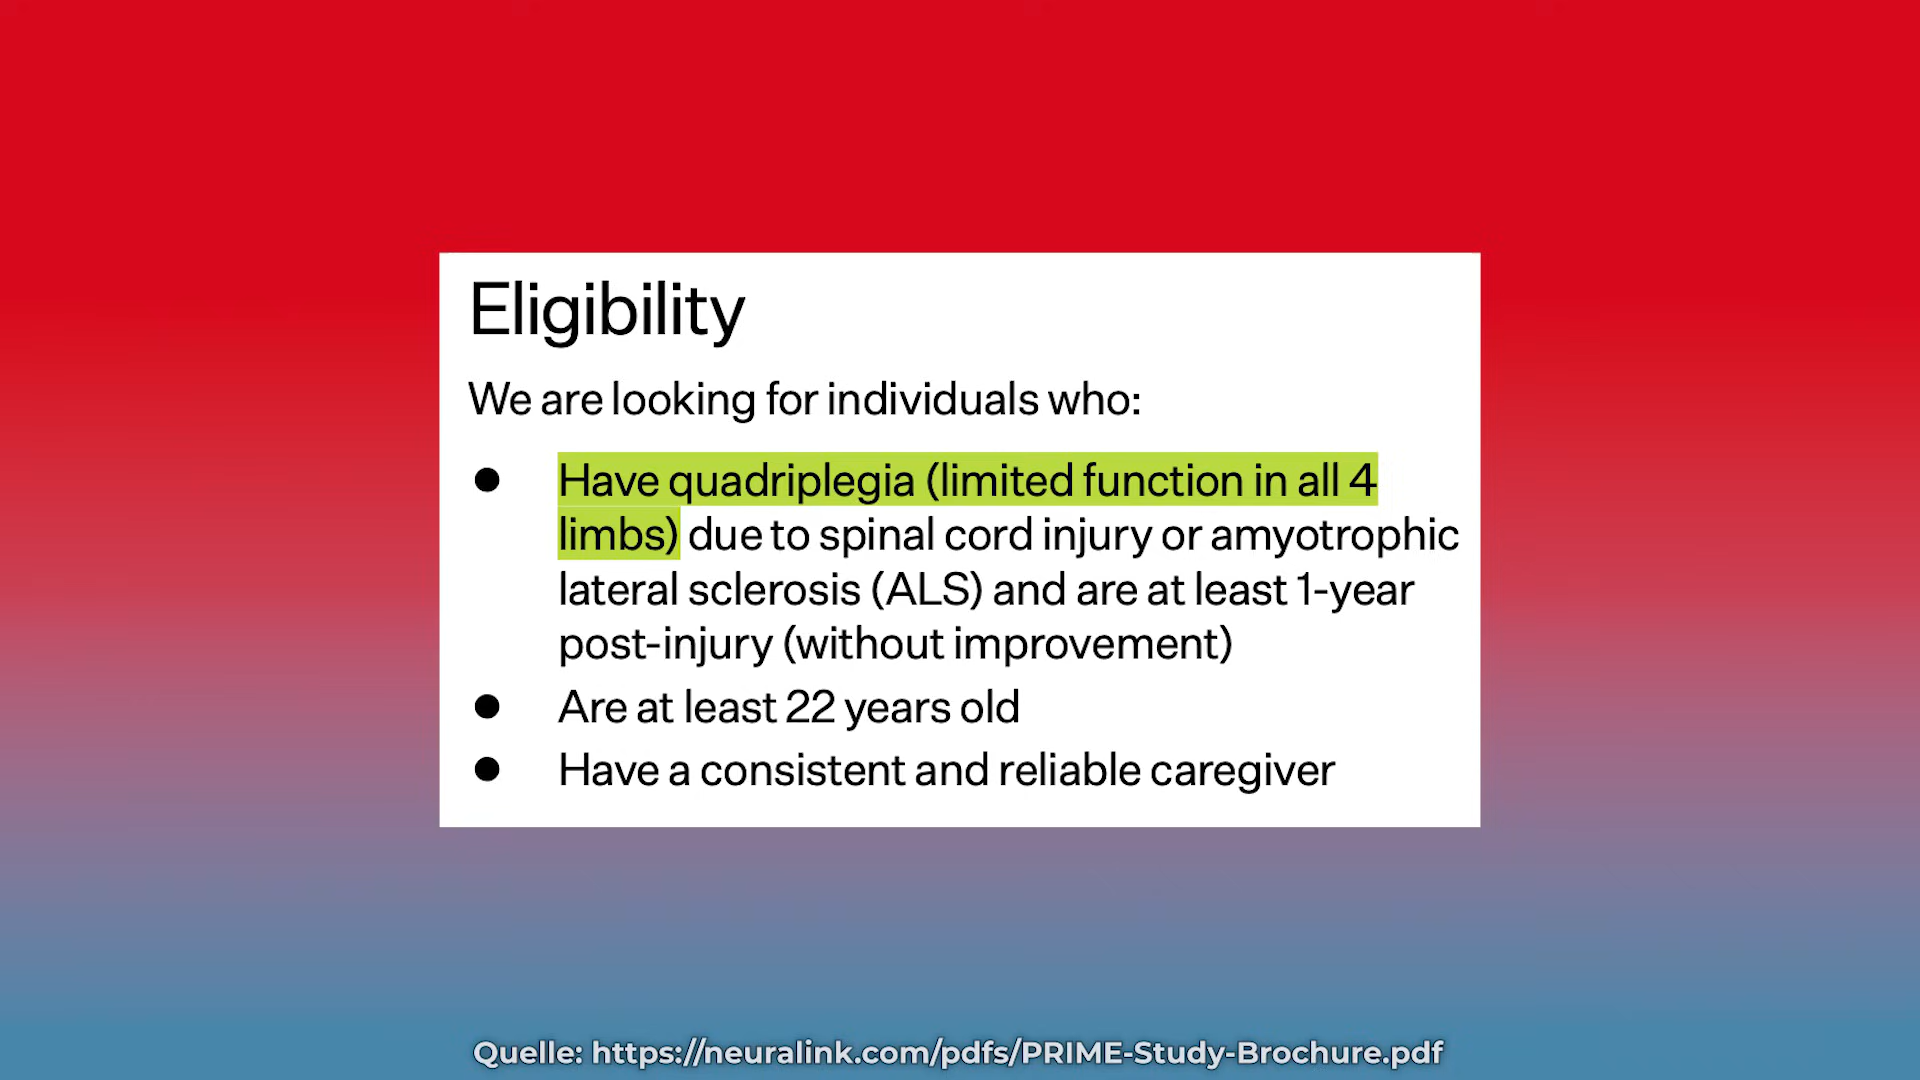 Eligibility
We are looking for individuals who:
● Have quadriplegia (limited function in all 4
limbs) due to spinal cord injury or amyotrophic
lateral sclerosis (ALS) and are at least 1-year
post-injury (without improvement)
● Are at least 22 years old
● Have a consistent and reliable caregiver
Quelle: https://neuralink.com/pdfs/PRIME-Study-Brochure.pdf